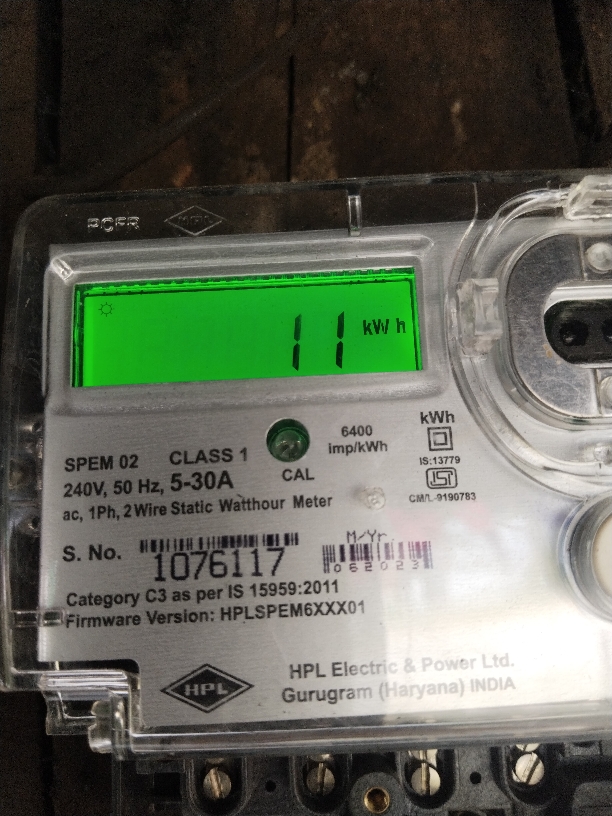 PCFR HPL
11 kWh
6400
imp/kWh
kWh
IS:13779
ISI
CM/L-9190783
SPEM 02 CLASS 1
CAL
240V, 50 Hz, 5-30A
ac, 1Ph, 2 Wire Static Watthour Meter
S. No. 1076117
M/Yr.
062023
Category C3 as per IS 15959:2011
Firmware Version: HPLSPEM6XXX01
HPL
HPL Electric & Power Ltd.
Gurugram (Haryana) INDIA